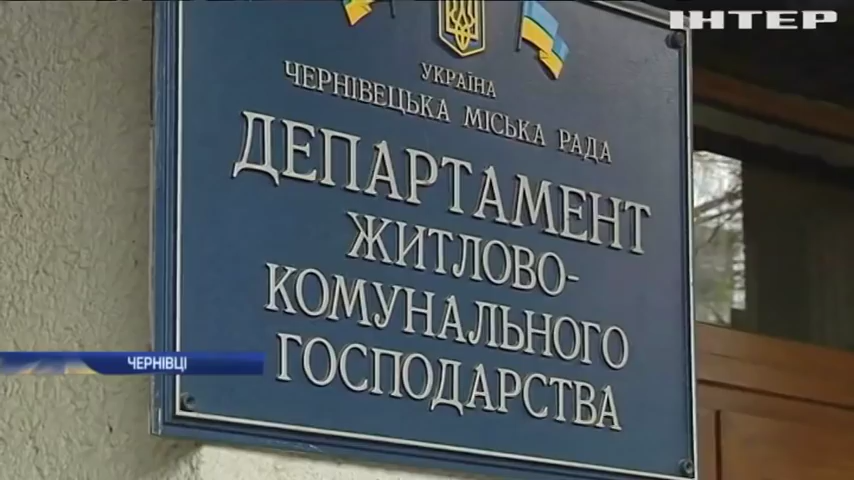 ІНТЕР
УКРАЇНА
ЧЕРНІВЕЦЬКА МІСЬКА РАДА
ДЕПАРТАМЕНТ
ЖИТЛОВО-
КОМУНАЛЬНОГО
ГОСПОДАРСТВА
ЧЕРНІВЦІ